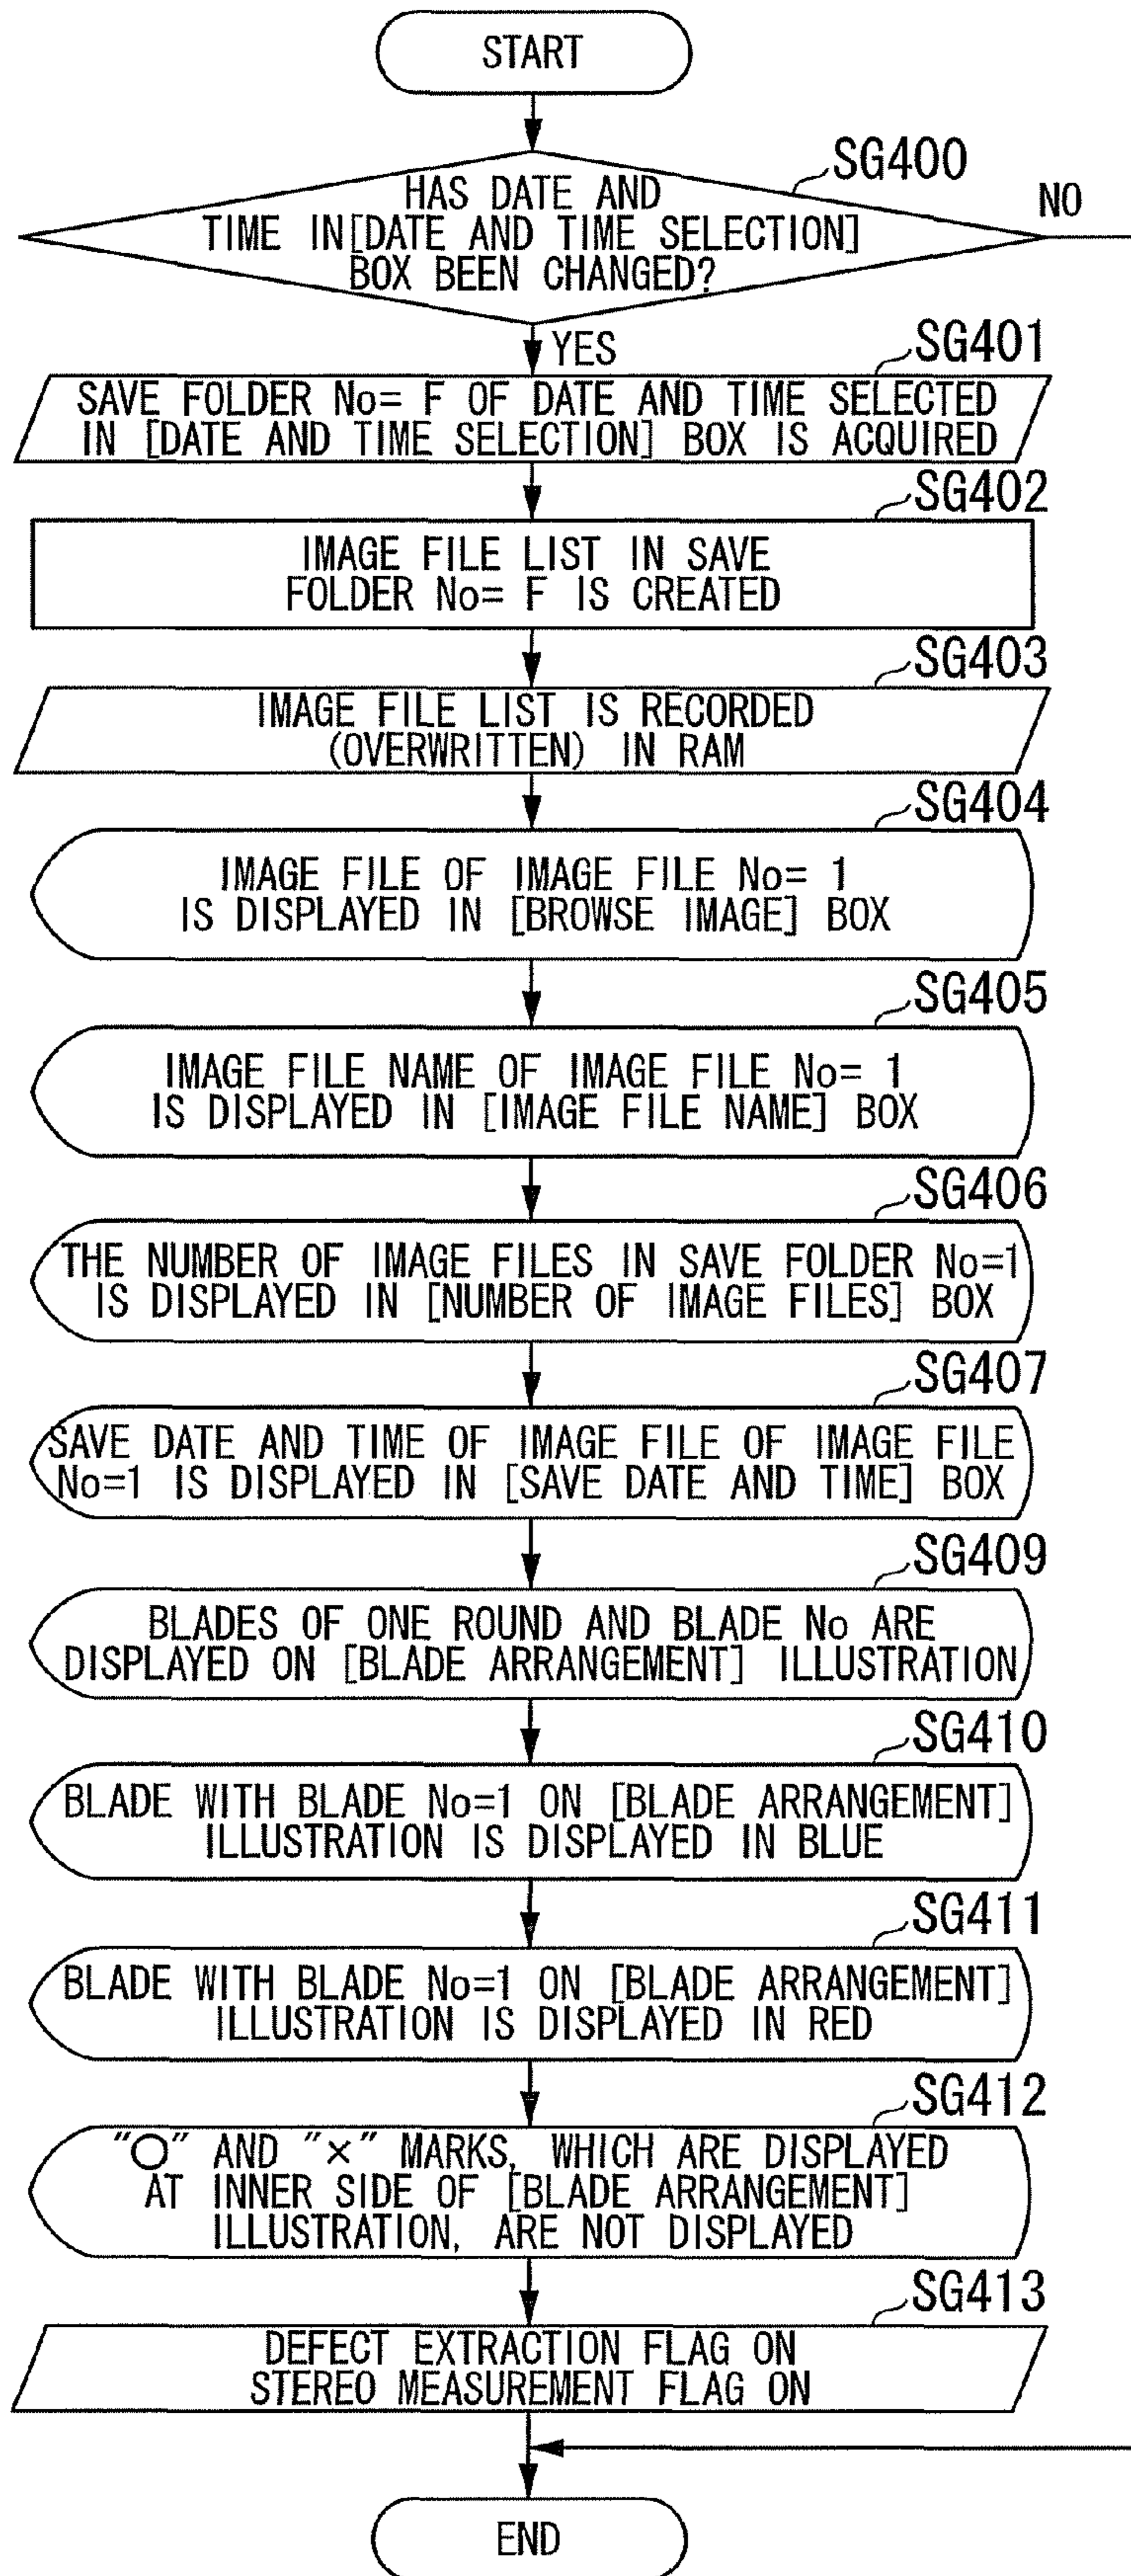 START
SG400
HAS DATE AND
NO
TIME IN[DATE AND TIME SELECTION]
BOX BEEN CHANGED?
YES
SG401
SAVE FOLDER No= F OF DATE AND TIME SELECTED
IN [DATE AND TIME SELECTION] BOX IS ACQUIRED
SG402
IMAGE FILE LIST IN SAVE
FOLDER No= F IS CREATED
SG403
IMAGE FILE LIST IS RECORDED
(OVERWRITTEN) IN RAM
SG404
IMAGE FILE OF IMAGE FILE No= 1
IS DISPLAYED IN [BROWSE IMAGE] BOX
SG405
IMAGE FILE NAME OF IMAGE FILE No= 1
IS DISPLAYED IN [IMAGE FILE NAME] BOX
SG406
THE NUMBER OF IMAGE FILES IN SAVE FOLDER No=1
IS DISPLAYED IN [NUMBER OF IMAGE FILES] BOX
SG407
SAVE DATE AND TIME OF IMAGE FILE OF IMAGE FILE
No=1 IS DISPLAYED IN [SAVE DATE AND TIME] BOX
SG409
BLADES OF ONE ROUND AND BLADE No ARE
DISPLAYED ON [BLADE ARRANGEMENT] ILLUSTRATION
SG410
BLADE WITH BLADE No=1 ON [BLADE ARRANGEMENT]
ILLUSTRATION IS DISPLAYED IN BLUE
SG411
BLADE WITH BLADE No=1 ON [BLADE ARRANGEMENT]
ILLUSTRATION IS DISPLAYED IN RED
SG412
"○" AND "×" MARKS, WHICH ARE DISPLAYED
AT INNER SIDE OF [BLADE ARRANGEMENT]
ILLUSTRATION, ARE NOT DISPLAYED
SG413
DEFECT EXTRACTION FLAG ON
STEREO MEASUREMENT FLAG ON
END